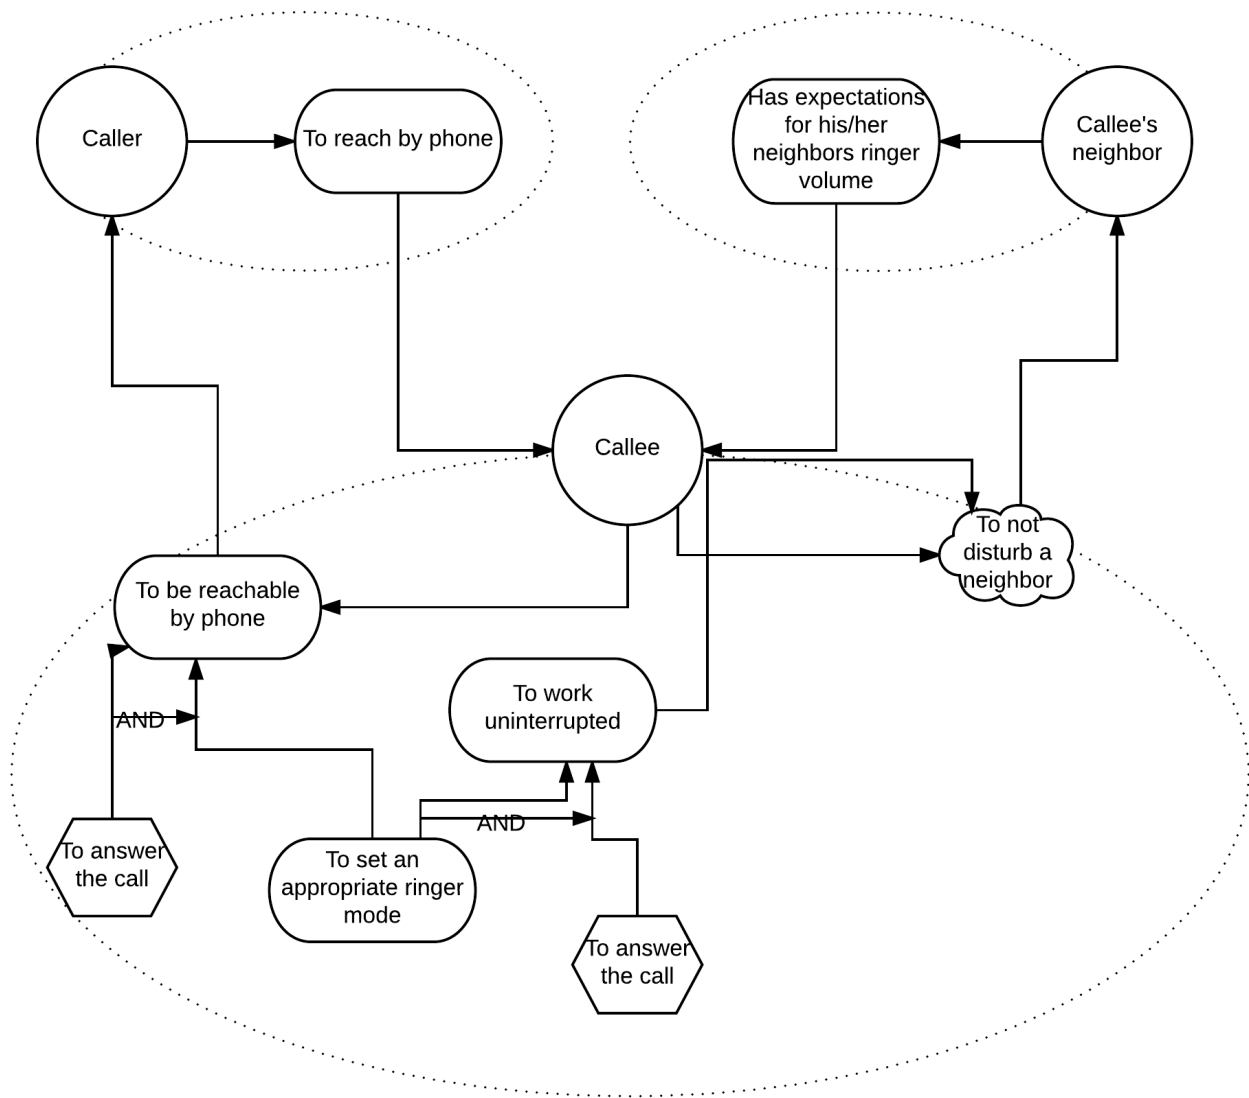 Caller
To reach by phone
Has expectations
for his/her
neighbors ringer
volume
Callee's
neighbor
Callee
To not
disturb a
neighbor
To be reachable
by phone
To work
uninterrupted
AND
AND
To answer
the call
To set an
appropriate ringer
mode
To answer
the call